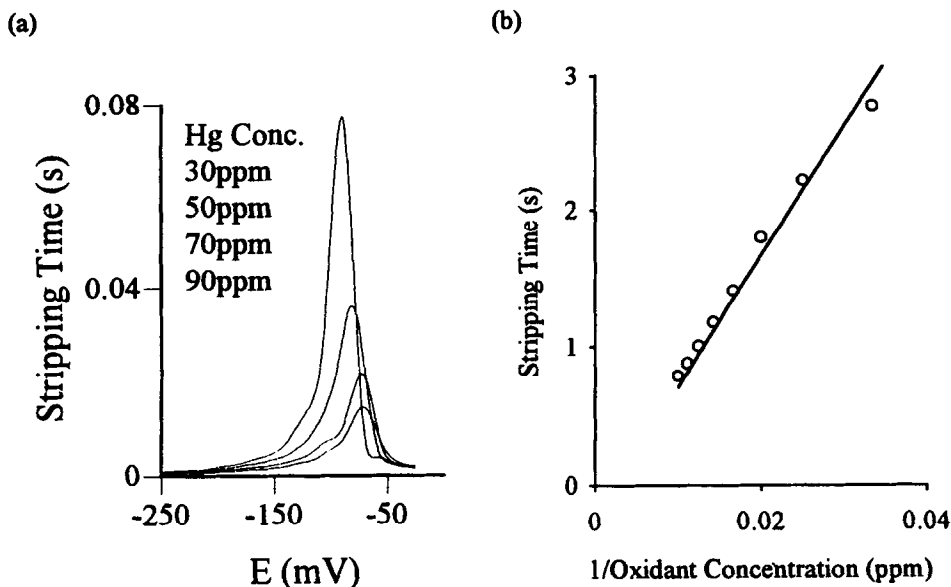 (a)
0.08
Hg Conc.
30ppm
50ppm
70ppm
90ppm
0.04
0
Stripping Time (s)
-250
-150
-50
E (mV)
(b)
3
2
1
0
Stripping Time (s)
0
0.02
0.04
1/Oxidant Concentration (ppm)